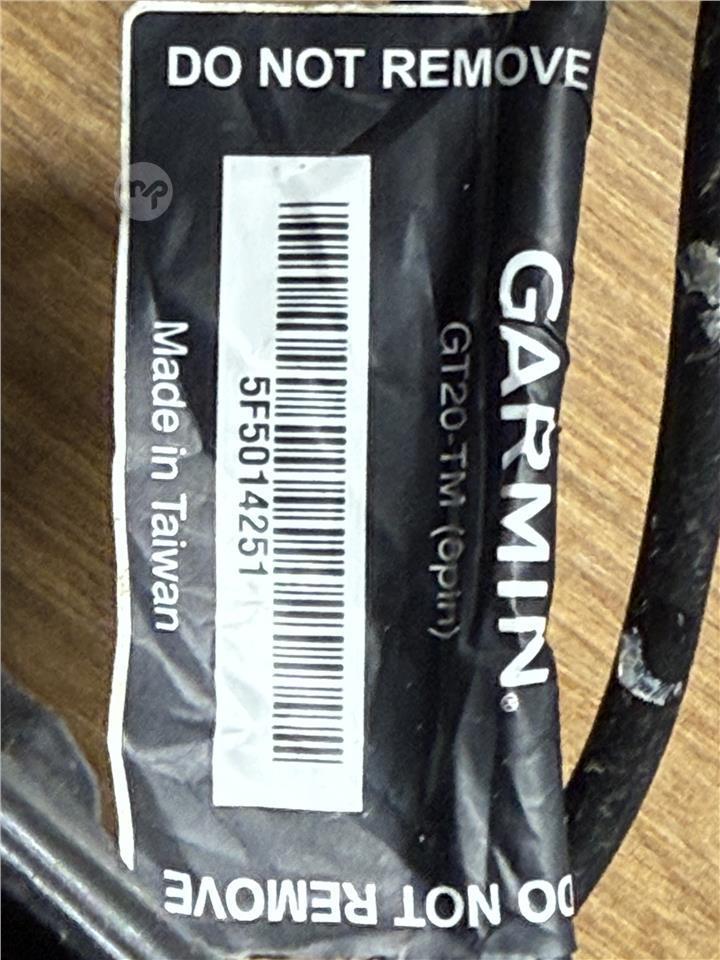 DO NOT REMOVE
GARMIN®
GT20-TM (8pin)
5F5014251
Made in Taiwan
DO NOT REMOVE